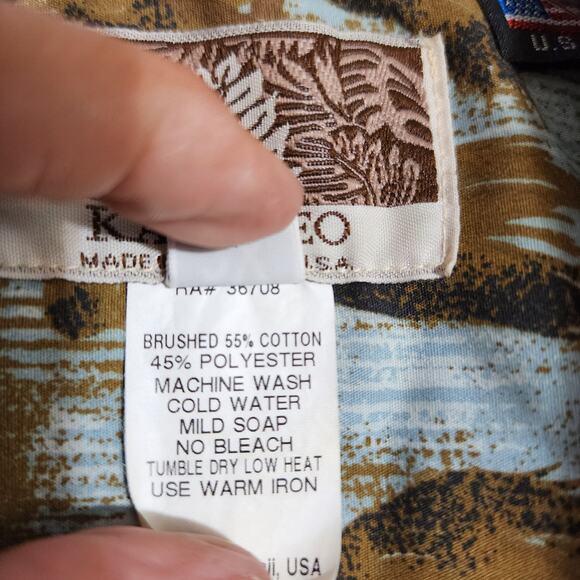 U.S
MADE U.S.A.
RA# 36708
BRUSHED 55% COTTON
45% POLYESTER
MACHINE WASH
COLD WATER
MILD SOAP
NO BLEACH
TUMBLE DRY LOW HEAT
USE WARM IRON
USA